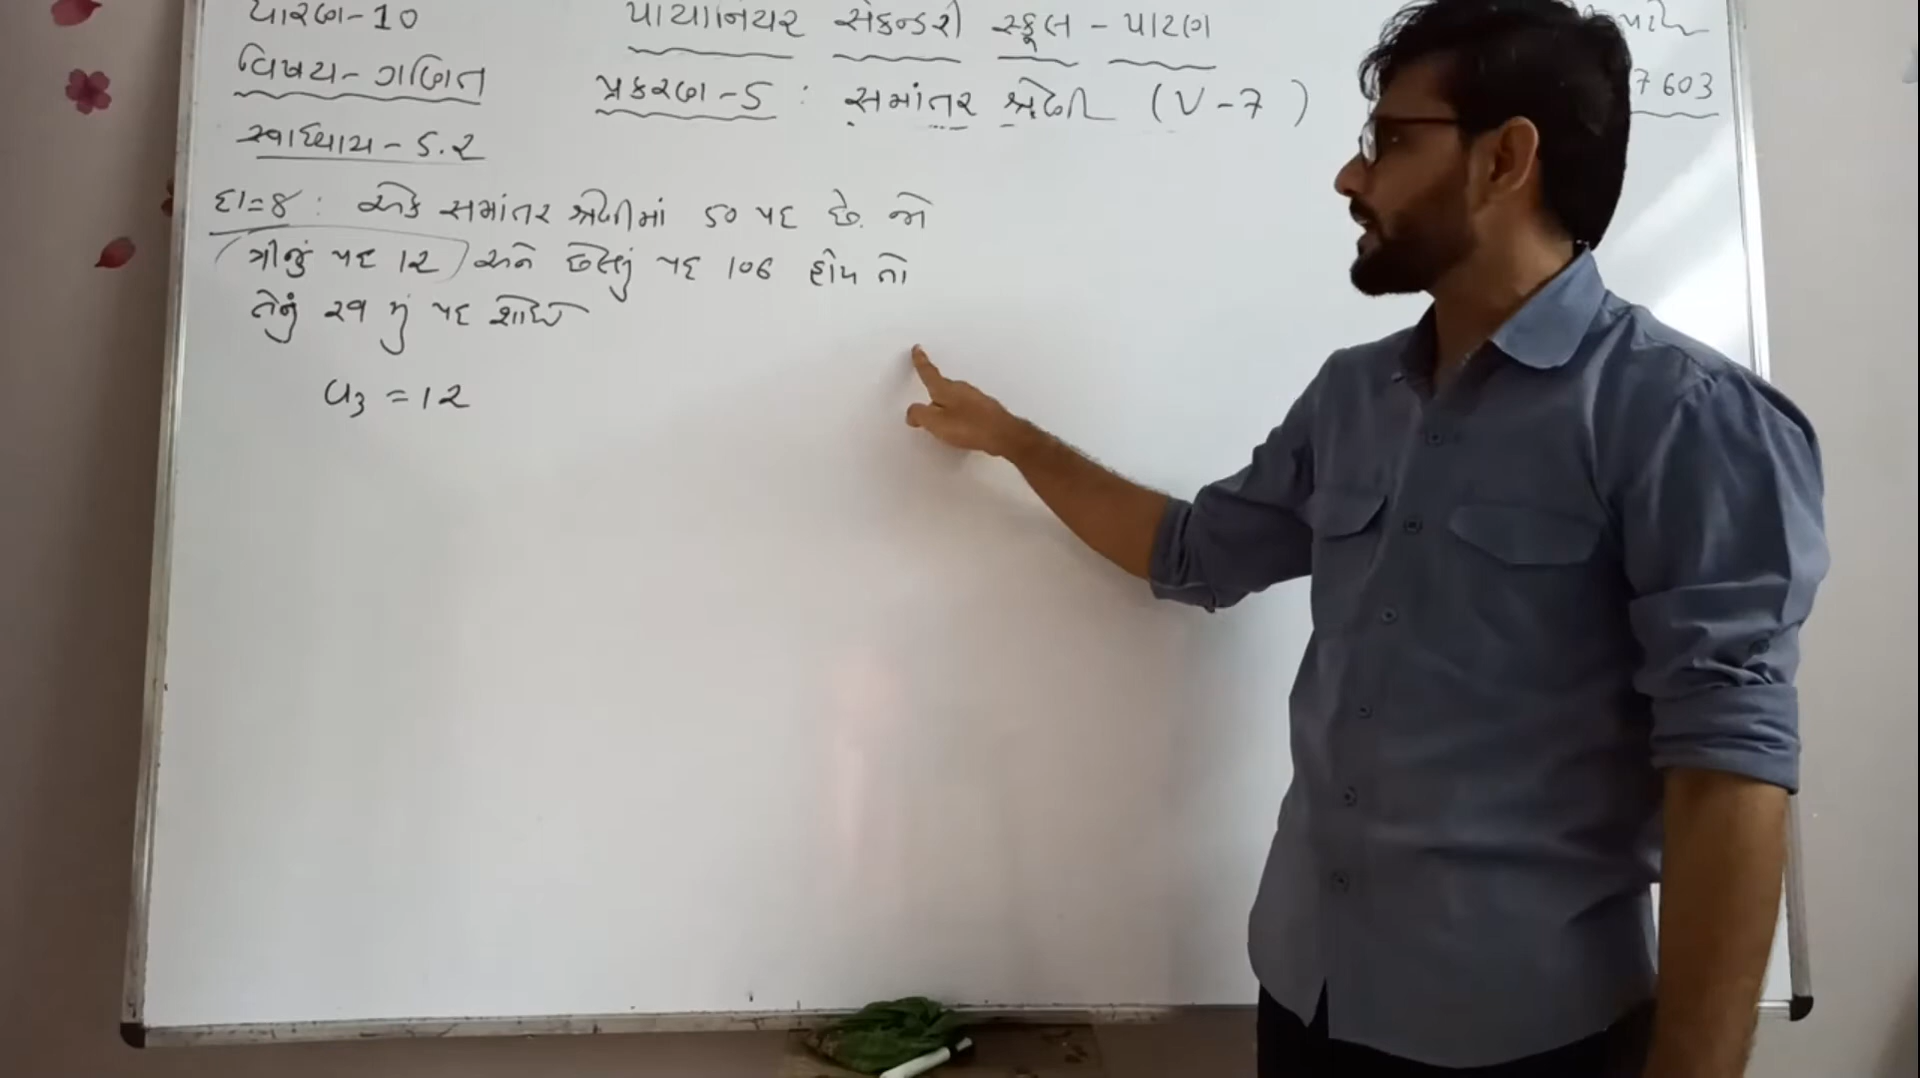 ધોરણ-10
પાયોનિયર સેકન્ડરી સ્કૂલ - પાટણ
વિષય-ગણિત
પ્રકરણ-5 : સમાંતર શ્રેઢી (V-7)
7603
સ્વાધ્યાય-5.2
દા=8 : એક સમાંતર શ્રેઢીમાં 50 પદ છે. જો
ત્રીજું પદ 12 અને છેલ્લું પદ 106 હોય તો
તેનું 29 મું પદ શોધો
a3 = 12